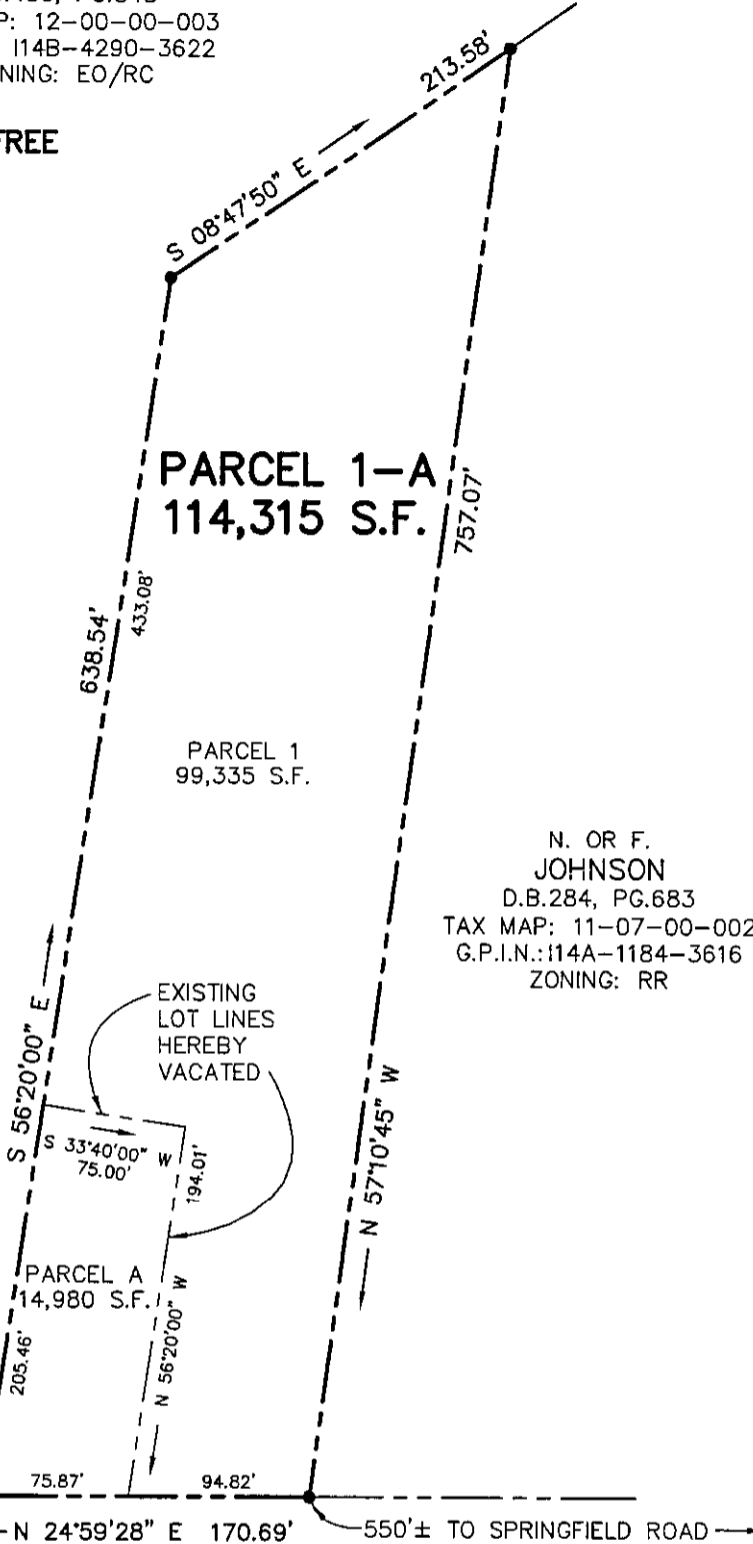 P: 12-00-00-003
I14B-4290-3622
NING: EO/RC
FREE
213.58'
S 08°47'50" E
PARCEL 1-A
114,315 S.F.
757.07'
638.54'
433.08'
PARCEL 1
99,335 S.F.
N. OR F.
JOHNSON
D.B.284, PG.683
TAX MAP: 11-07-00-002
G.P.I.N.:I14A-1184-3616
ZONING: RR
EXISTING
LOT LINES
HEREBY
VACATED
S 56°20'00" E
S 33°40'00" W
75.00'
194.01'
N 57°10'45" W
PARCEL A
14,980 S.F.
N 56°20'00" W
205.46'
75.87'
94.82'
N 24°59'28" E 170.69'
550'± TO SPRINGFIELD ROAD